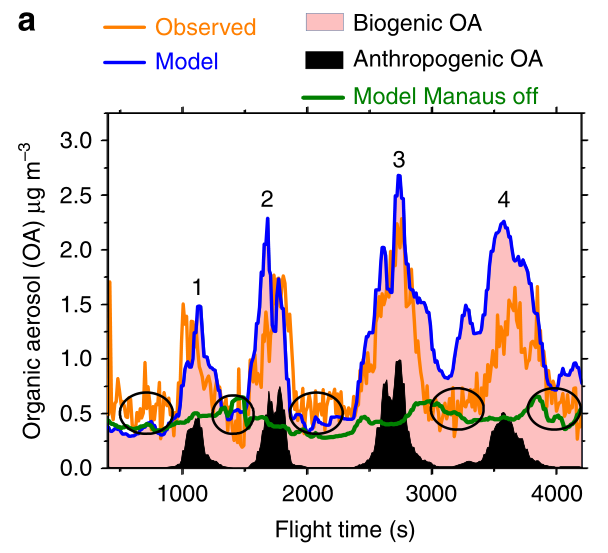 a
Observed
Model
Biogenic OA
Anthropogenic OA
Model Manaus off
Organic aerosol (OA) μg m⁻³
3.0
2.5
2.0
1.5
1.0
0.5
0.0
1
2
3
4
1000
2000
3000
4000
Flight time (s)